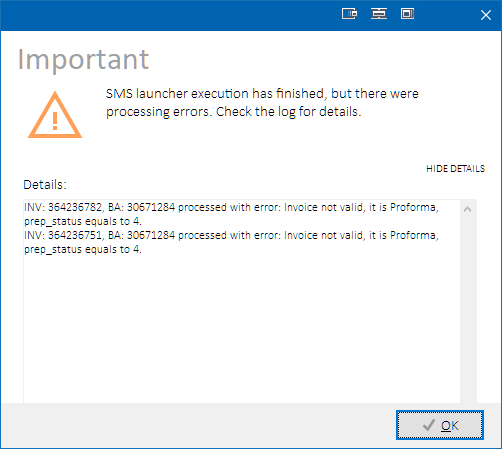 Important
SMS launcher execution has finished, but there were
processing errors. Check the log for details.
HIDE DETAILS
Details:
INV: 364236782, BA: 30671284 processed with error: Invoice not valid, it is Proforma,
prep_status equals to 4.
INV: 364236751, BA: 30671284 processed with error: Invoice not valid, it is Proforma,
prep_status equals to 4.
OK